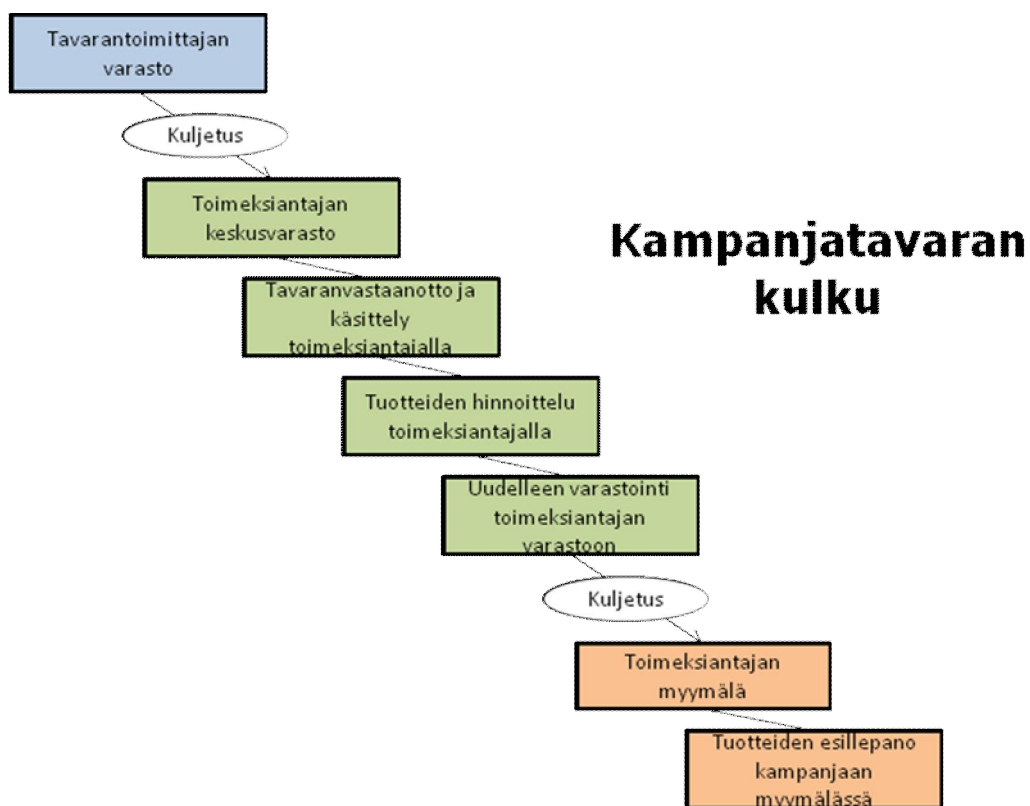 Tavarantoimittajan
varasto
Kuljetus
Toimeksiantajan
keskusvarasto
Kampanjatavaran
kulku
Tavaranvastaanotto ja
käsittely
toimeksiantajalla
Tuotteiden hinnoittelu
toimeksiantajalla
Uudelleen varastointi
toimeksiantajan
varastoon
Kuljetus
Toimeksiantajan
myymälä
Tuotteiden esillepano
kampanjaan
myymälässä